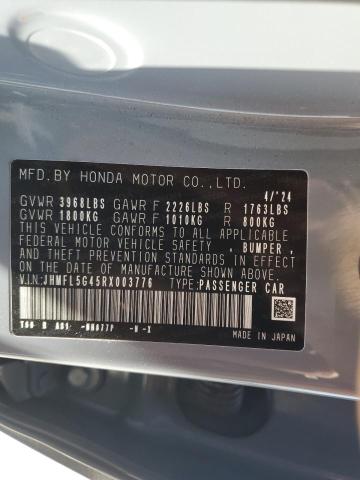 MFD.BY HONDA MOTOR CO.,LTD. 4/'24
GVWR 3968LBS GAWR F 2226LBS R 1763LBS
GVWR 1800KG GAWR F 1010KG R 800KG
THIS VEHICLE CONFORMS TO ALL APPLICABLE
FEDERAL MOTOR VEHICLE SAFETY , BUMPER ,
AND THEFT PREVENTION STANDARDS IN EFFECT
ON THE DATE OF MANUFACTURE SHOWN ABOVE.
VIN:JHMFL5G45RX003776 TYPE:PASSENGER CAR
MADE IN JAPAN